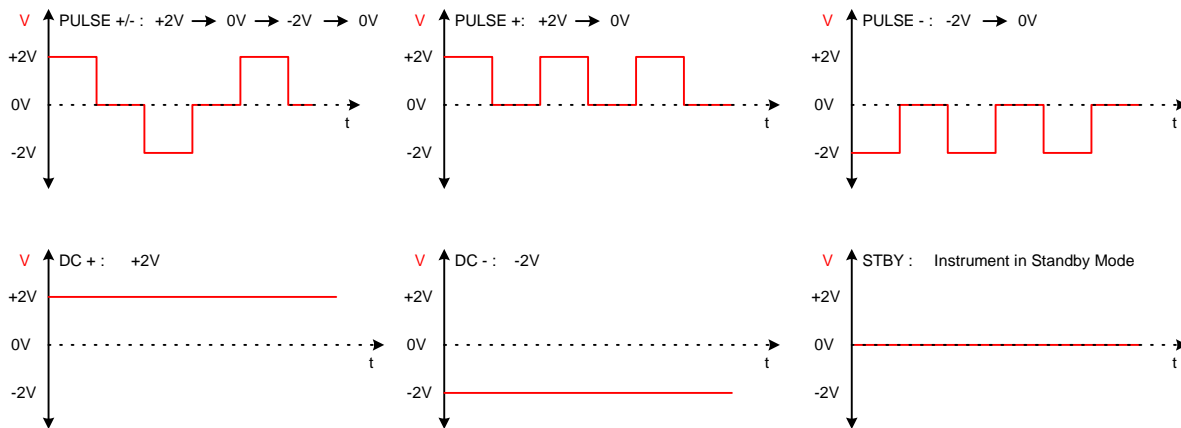 V PULSE +/- : +2V 0V -2V 0V
+2V
0V
t
-2V
V PULSE +: +2V 0V
+2V
0V
t
-2V
V PULSE - : -2V 0V
+2V
0V
t
-2V
V DC + : +2V
+2V
0V
t
-2V
V DC - : -2V
+2V
0V
t
-2V
V STBY : Instrument in Standby Mode
+2V
0V
t
-2V